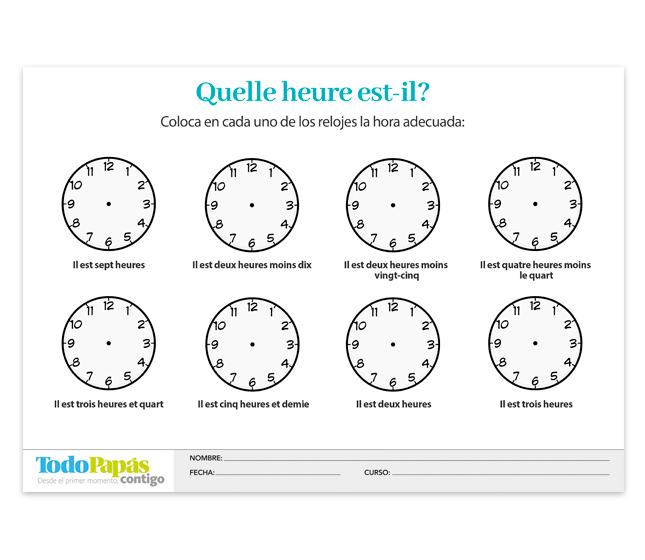 Quelle heure est-il?
Coloca en cada uno de los relojes la hora adecuada:
12 1 2 3 4 5 6 7 8 9 10 11
12 1 2 3 4 5 6 7 8 9 10 11
12 1 2 3 4 5 6 7 8 9 10 11
12 1 2 3 4 5 6 7 8 9 10 11
Il est sept heures
Il est deux heures moins dix
Il est deux heures moins
vingt-cinq
Il est quatre heures moins
le quart
12 1 2 3 4 5 6 7 8 9 10 11
12 1 2 3 4 5 6 7 8 9 10 11
12 1 2 3 4 5 6 7 8 9 10 11
12 1 2 3 4 5 6 7 8 9 10 11
Il est trois heures et quart
Il est cinq heures et demie
Il est deux heures
Il est trois heures
TodoPapás
Desde el primer momento, contigo
NOMBRE:
FECHA:
CURSO: